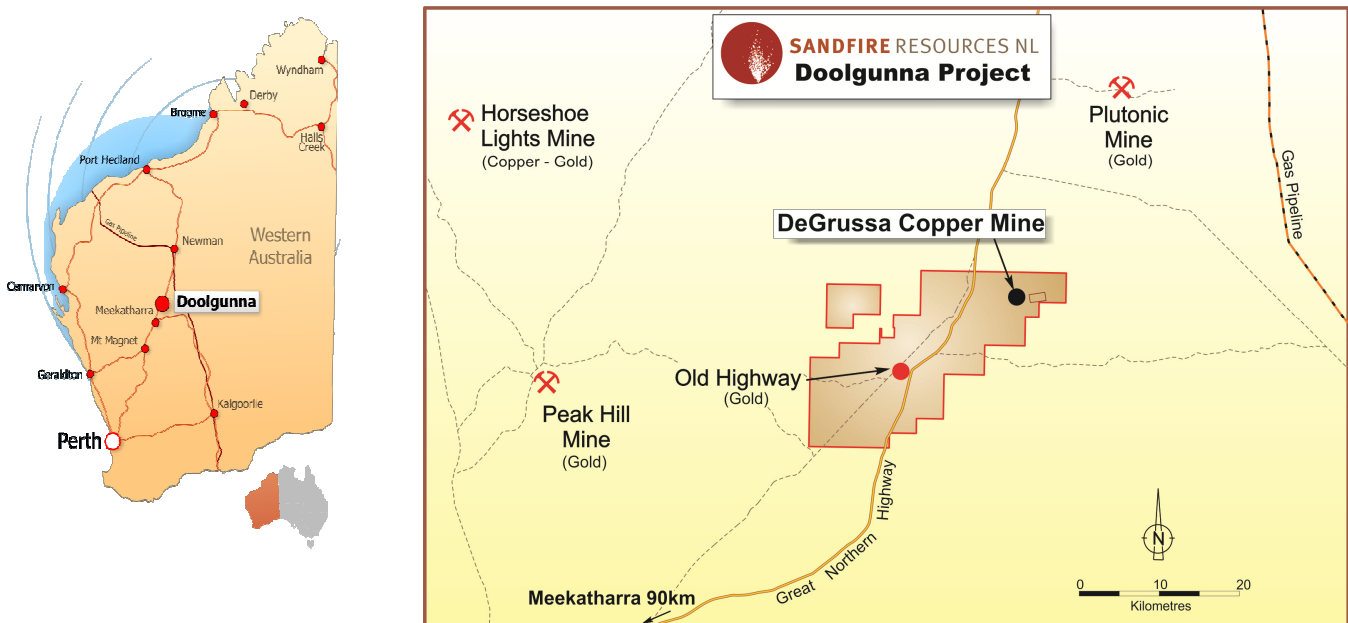 Wyndham
Derby
Broome
Halls
Creek
Port Hedland
Gas Pipeline
Newman
Western
Australia
Carnarvon
Doolgunna
Meekatharra
Mt Magnet
Geraldton
Kalgoorlie
Perth
SANDFIRE RESOURCES NL
Doolgunna Project
Horseshoe
Lights Mine
(Copper - Gold)
Plutonic
Mine
(Gold)
Gas Pipeline
DeGrussa Copper Mine
Old Highway
(Gold)
Peak Hill
Mine
(Gold)
Great Northern Highway
Meekatharra 90km
N
0 10 20
Kilometres